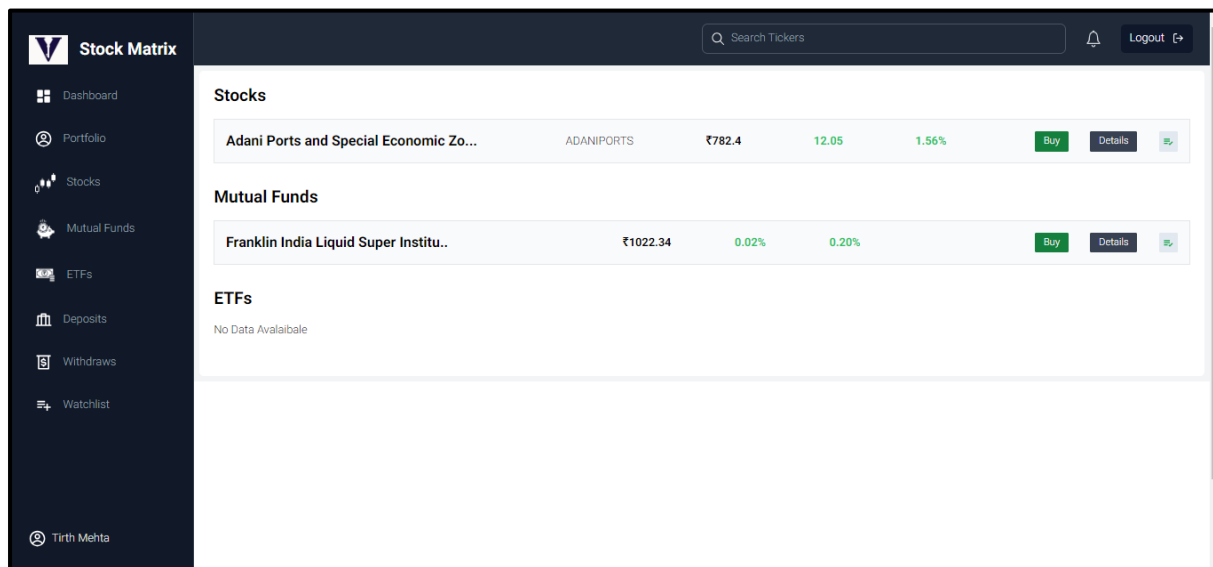 Stock Matrix
Search Tickers
Logout
Dashboard
Portfolio
Stocks
Mutual Funds
ETFs
Deposits
Withdraws
Watchlist
Tirth Mehta
Stocks
Adani Ports and Special Economic Zo... ADANIPORTS ₹782.4 12.05 1.56% Buy Details
Mutual Funds
Franklin India Liquid Super Institu.. ₹1022.34 0.02% 0.20% Buy Details
ETFs
No Data Avalaibale